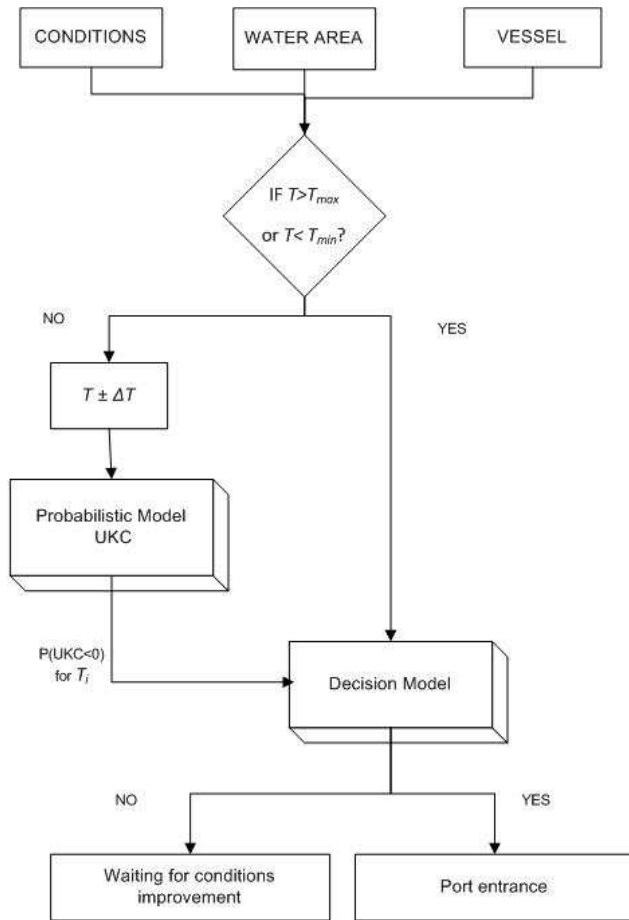 CONDITIONS
WATER AREA
VESSEL
IF T>Tmax
or T< Tmin?
NO
YES
T ± ΔT
Probabilistic Model
UKC
P(UKC<0)
for Ti
Decision Model
NO
YES
Waiting for conditions
improvement
Port entrance